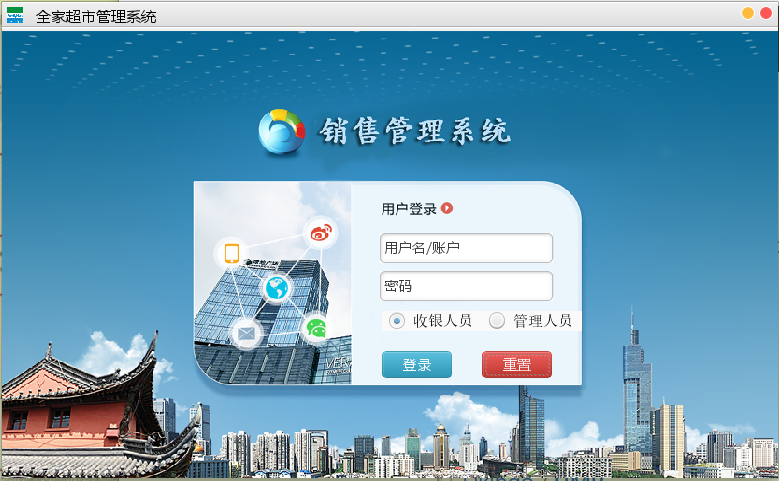 全家超市管理系统
销售管理系统
用户登录
用户名/账户
密码
收银人员 管理人员
登录 重置